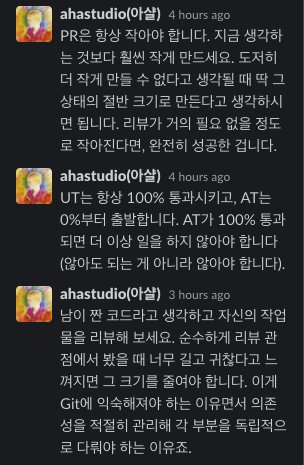 ahastudio(아샬) 4 hours ago
PR은 항상 작아야 합니다. 지금 생각하
는 것보다 훨씬 작게 만드세요. 도저히
더 작게 만들 수 없다고 생각될 때 딱 그
상태의 절반 크기로 만든다고 생각하시
면 됩니다. 리뷰가 거의 필요 없을 정도
로 작아진다면, 완전히 성공한 겁니다.
ahastudio(아샬) 4 hours ago
UT는 항상 100% 통과시키고, AT는
0%부터 출발합니다. AT가 100% 통과
되면 더 이상 일을 하지 않아야 합니다
(않아도 되는 게 아니라 않아야 합니다).
ahastudio(아샬) 3 hours ago
남이 짠 코드라고 생각하고 자신의 작업
물을 리뷰해 보세요. 순수하게 리뷰 관
점에서 봤을 때 너무 길고 귀찮다고 느
껴지면 그 크기를 줄여야 합니다. 이게
Git에 익숙해져야 하는 이유면서 의존
성을 적절히 관리해 각 부분을 독립적으
로 다뤄야 하는 이유죠.